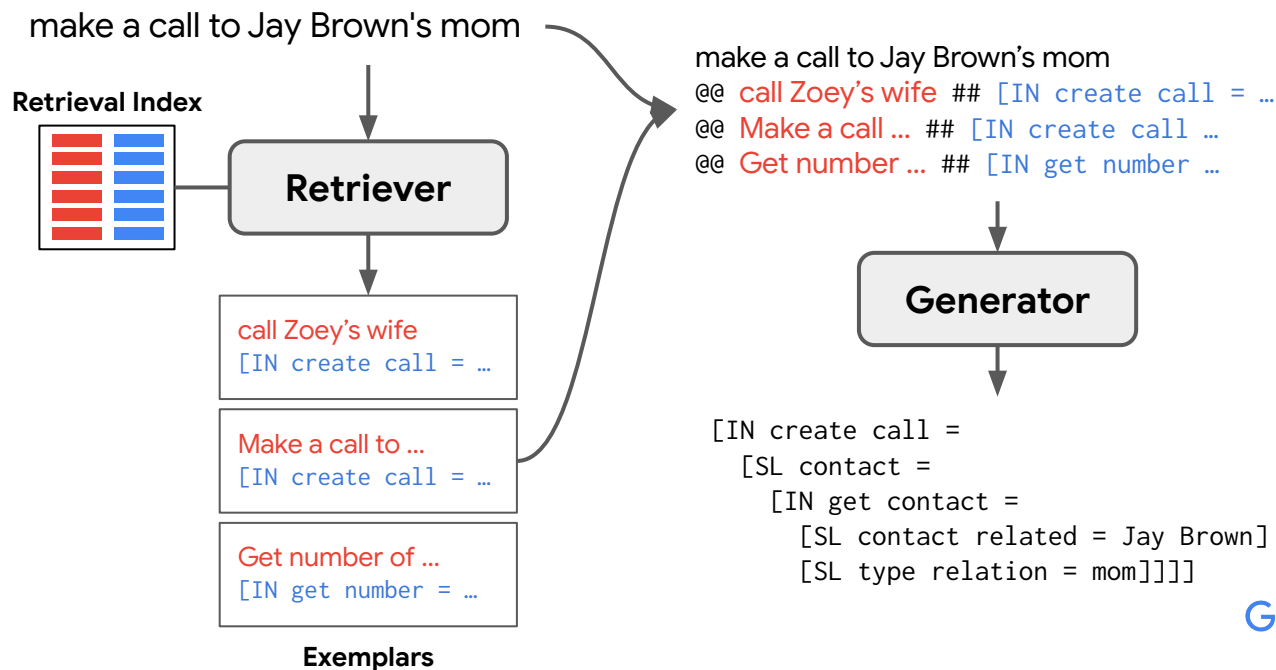 make a call to Jay Brown's mom
Retrieval Index
Retriever
call Zoey’s wife
[IN create call = …
Make a call to ...
[IN create call = …
Get number of ...
[IN get number = …
Exemplars
make a call to Jay Brown’s mom
@@ call Zoey’s wife ## [IN create call = …
@@ Make a call ... ## [IN create call …
@@ Get number ... ## [IN get number …
Generator
[IN create call =
[SL contact =
[IN get contact =
[SL contact related = Jay Brown]
[SL type relation = mom]]]]
G